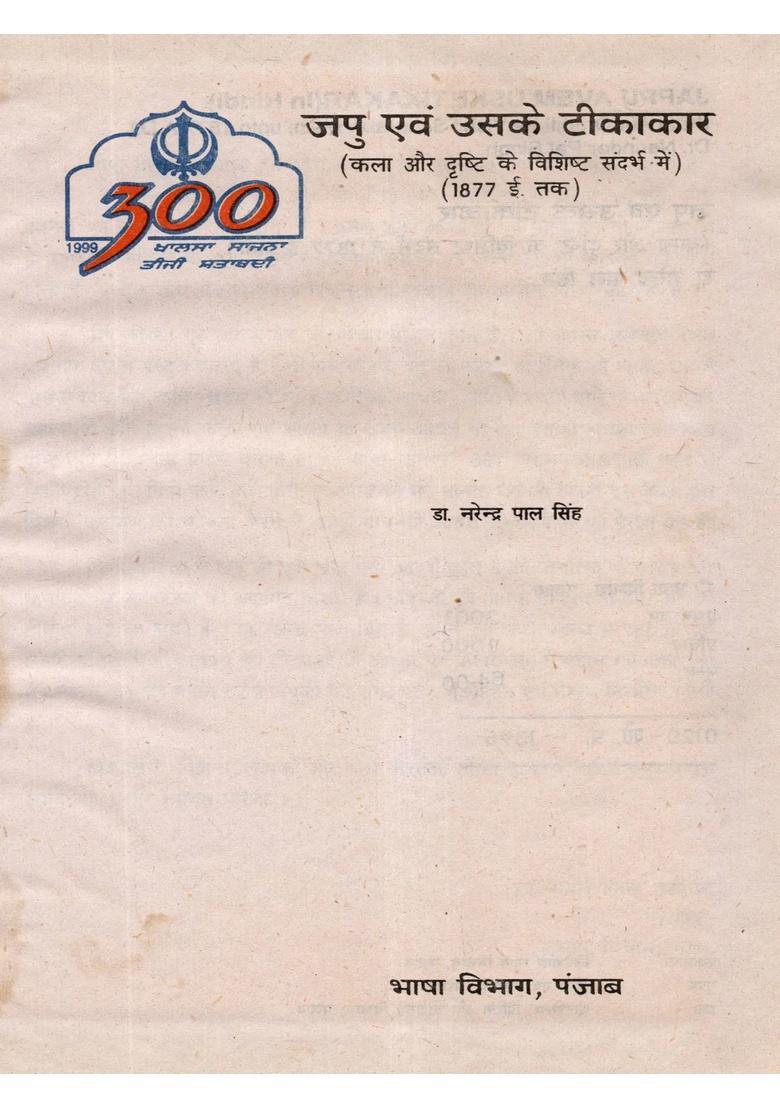 जपु एवं उसके टीकाकार
(कला और दृष्टि के विशिष्ट संदर्भ में)
(1877 ई. तक)
300
1999
ਖਾਲਸਾ ਸਾਜਨਾ
ਤੀਜੀ ਸ਼ਤਾਬਦੀ
डा. नरेन्द्र पाल सिंह
भाषा विभाग, पंजाब